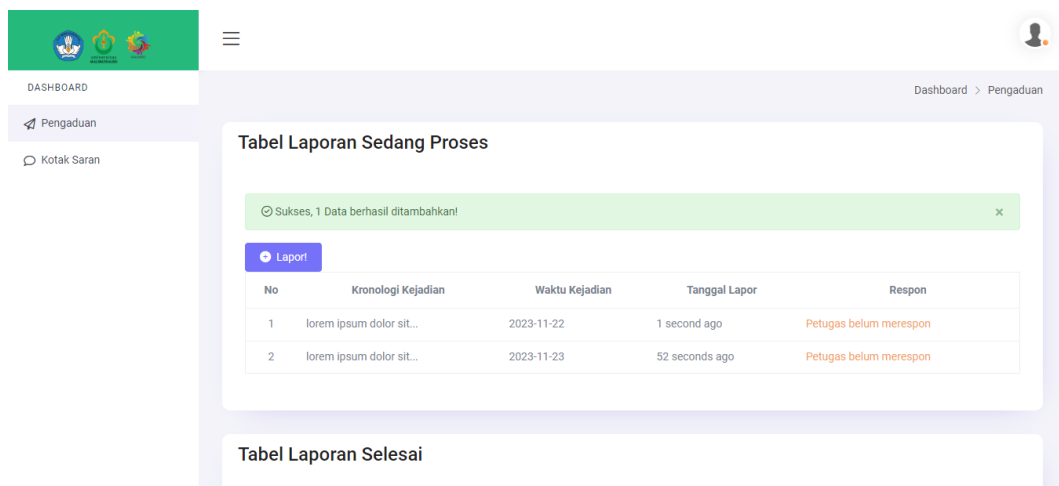 DASHBOARD
Pengaduan
Kotak Saran
Dashboard > Pengaduan
Tabel Laporan Sedang Proses
Sukses, 1 Data berhasil ditambahkan!
×
Lapor!
No Kronologi Kejadian Waktu Kejadian Tanggal Lapor Respon
1 lorem ipsum dolor sit... 2023-11-22 1 second ago Petugas belum merespon
2 lorem ipsum dolor sit... 2023-11-23 52 seconds ago Petugas belum merespon
Tabel Laporan Selesai